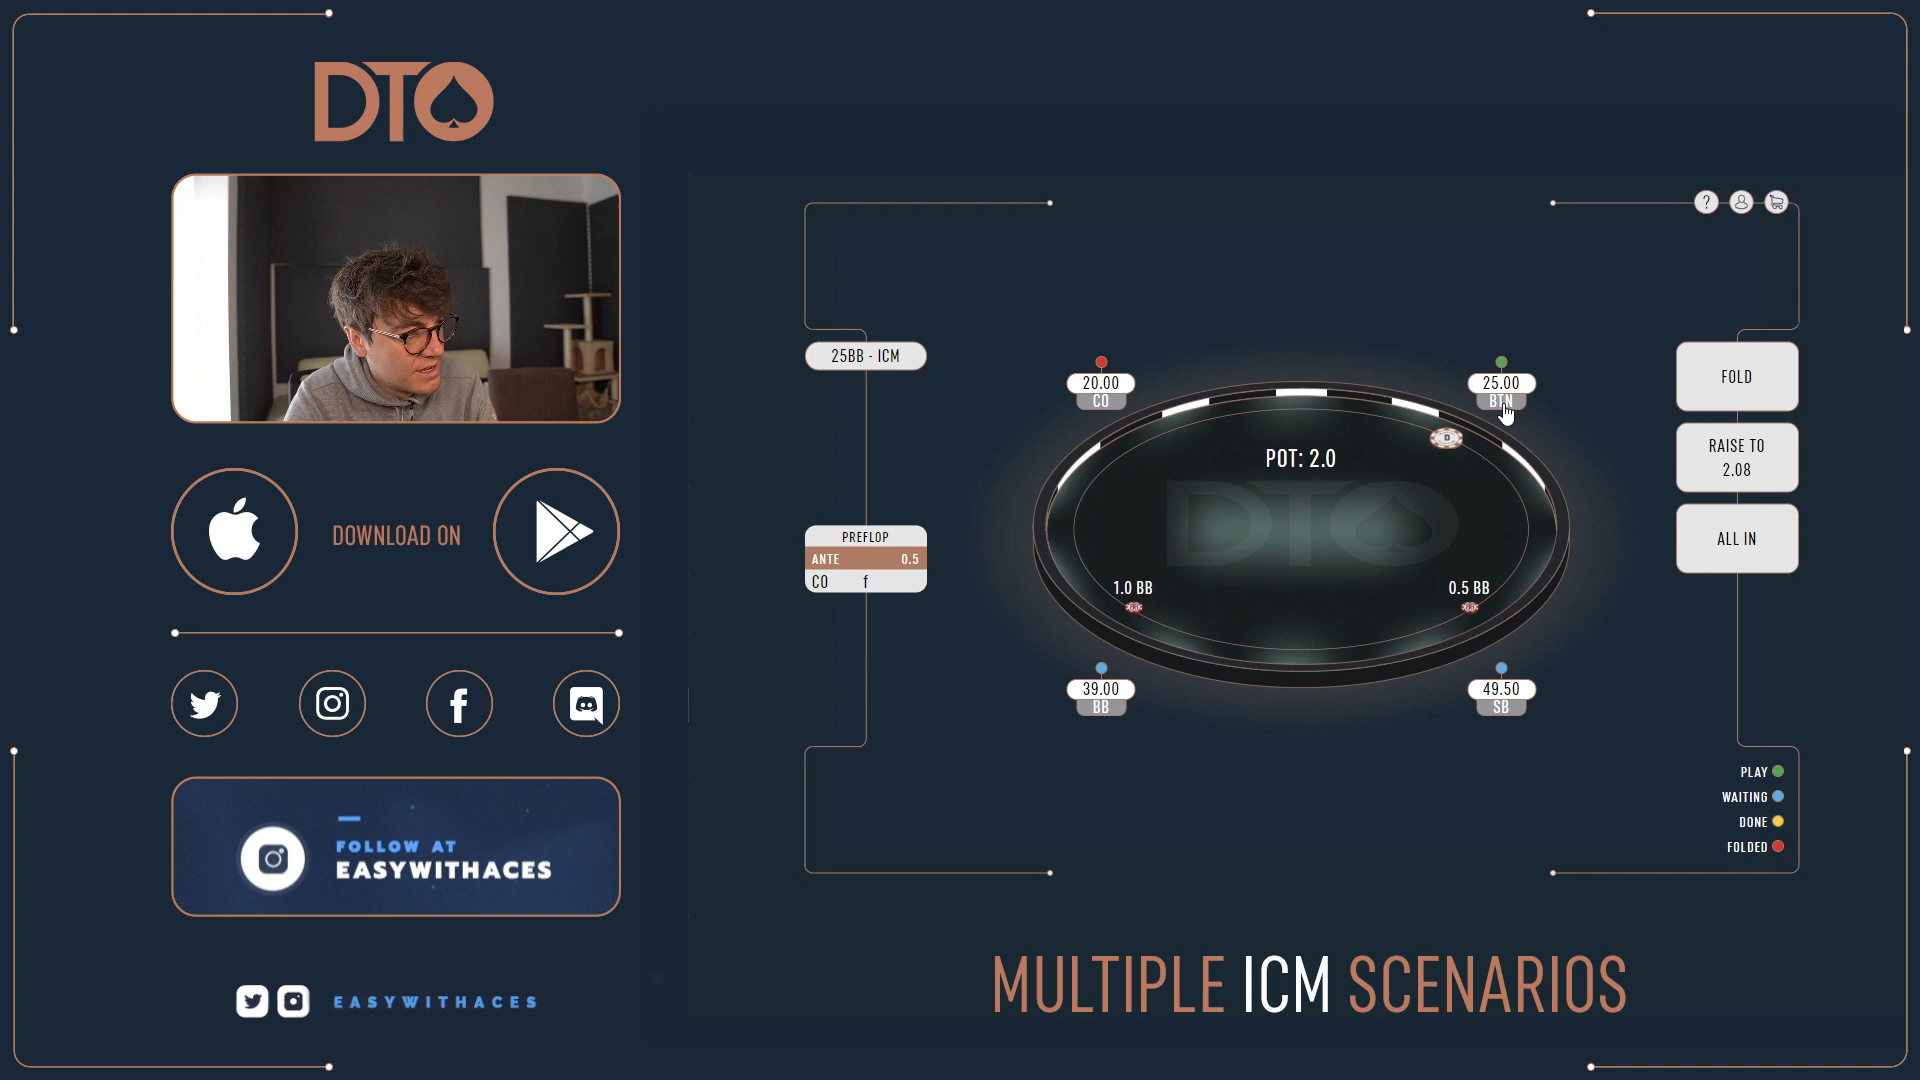 DTO
DOWNLOAD ON
FOLLOW AT
EASYWITHACES
EASYWITHACES
?
25BB - ICM
PREFLOP
ANTE 0.5
CO f
20.00
CO
25.00
BTN
D
POT: 2.0
DTO
1.0 BB
0.5 BB
39.00
BB
49.50
SB
FOLD
RAISE TO
2.08
ALL IN
PLAY
WAITING
DONE
FOLDED
MULTIPLE ICM SCENARIOS